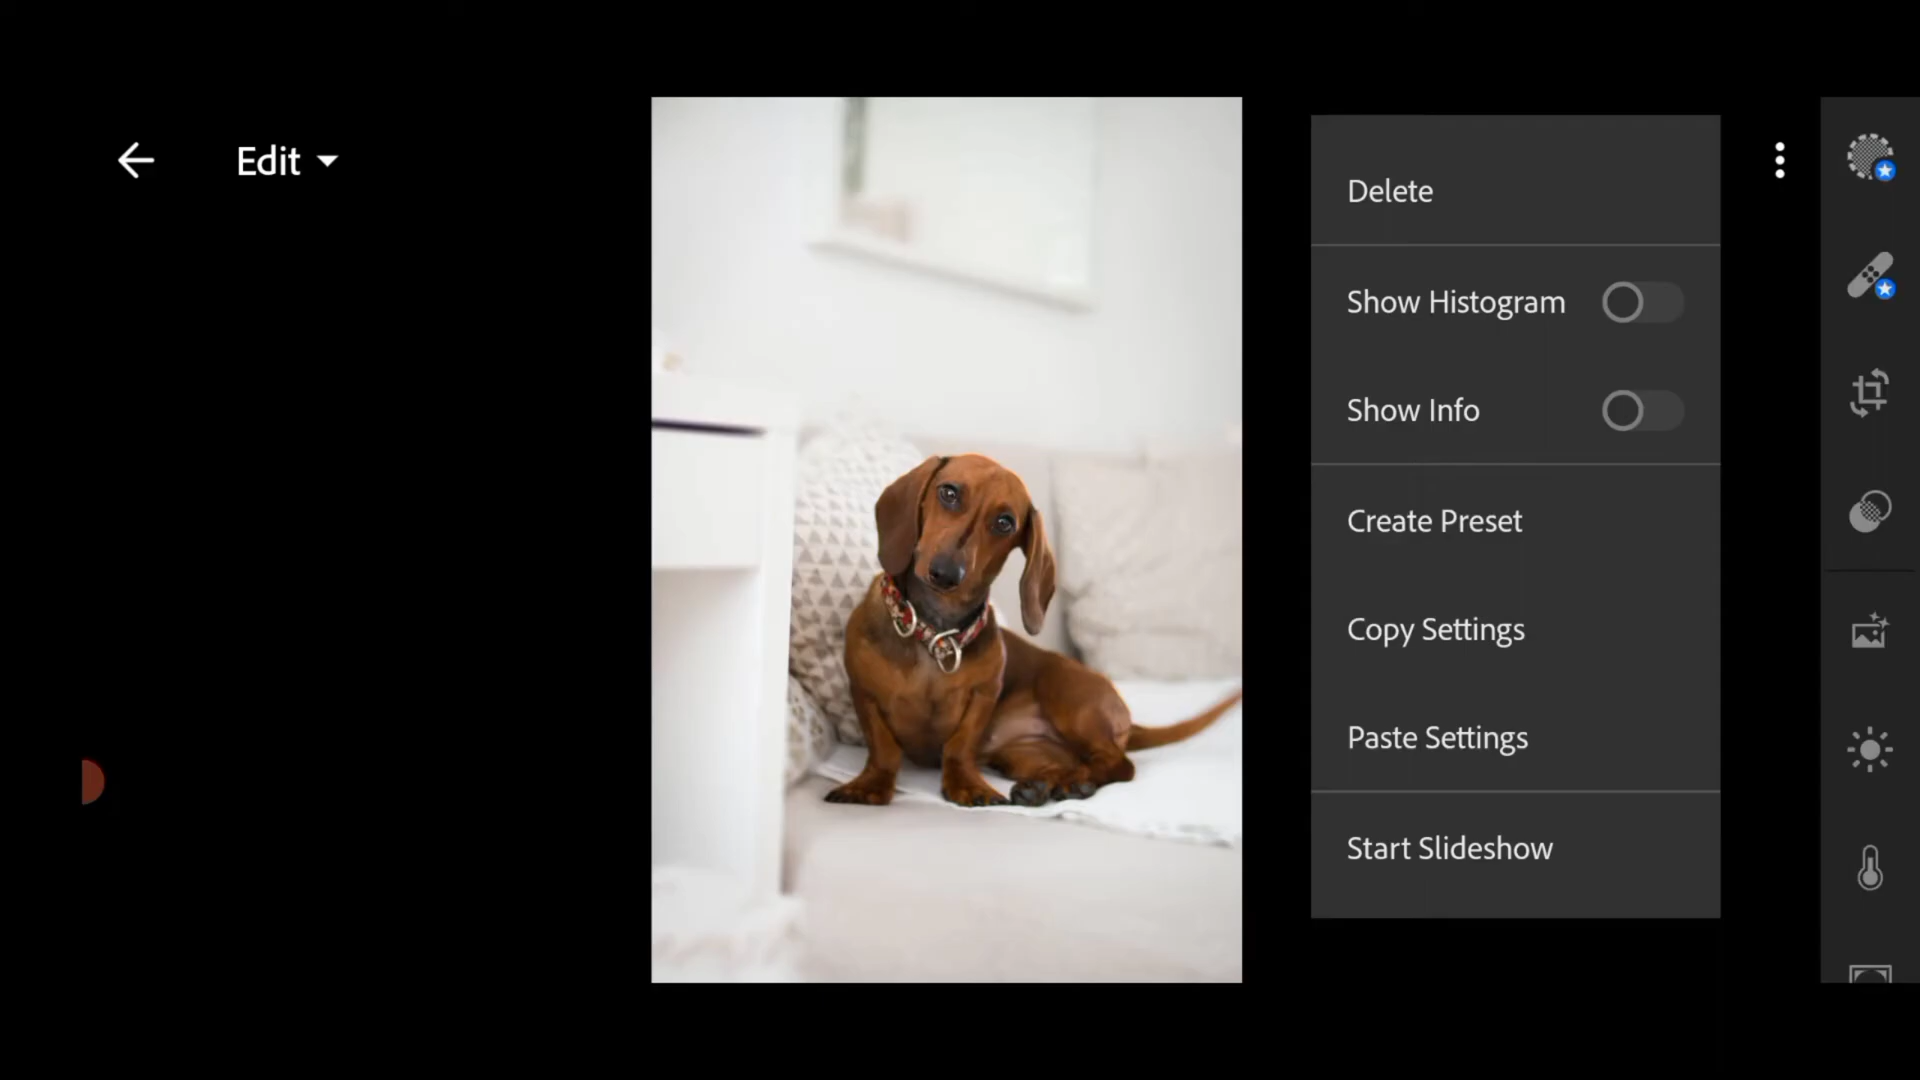 Edit
Delete
Show Histogram
Show Info
Create Preset
Copy Settings
Paste Settings
Start Slideshow